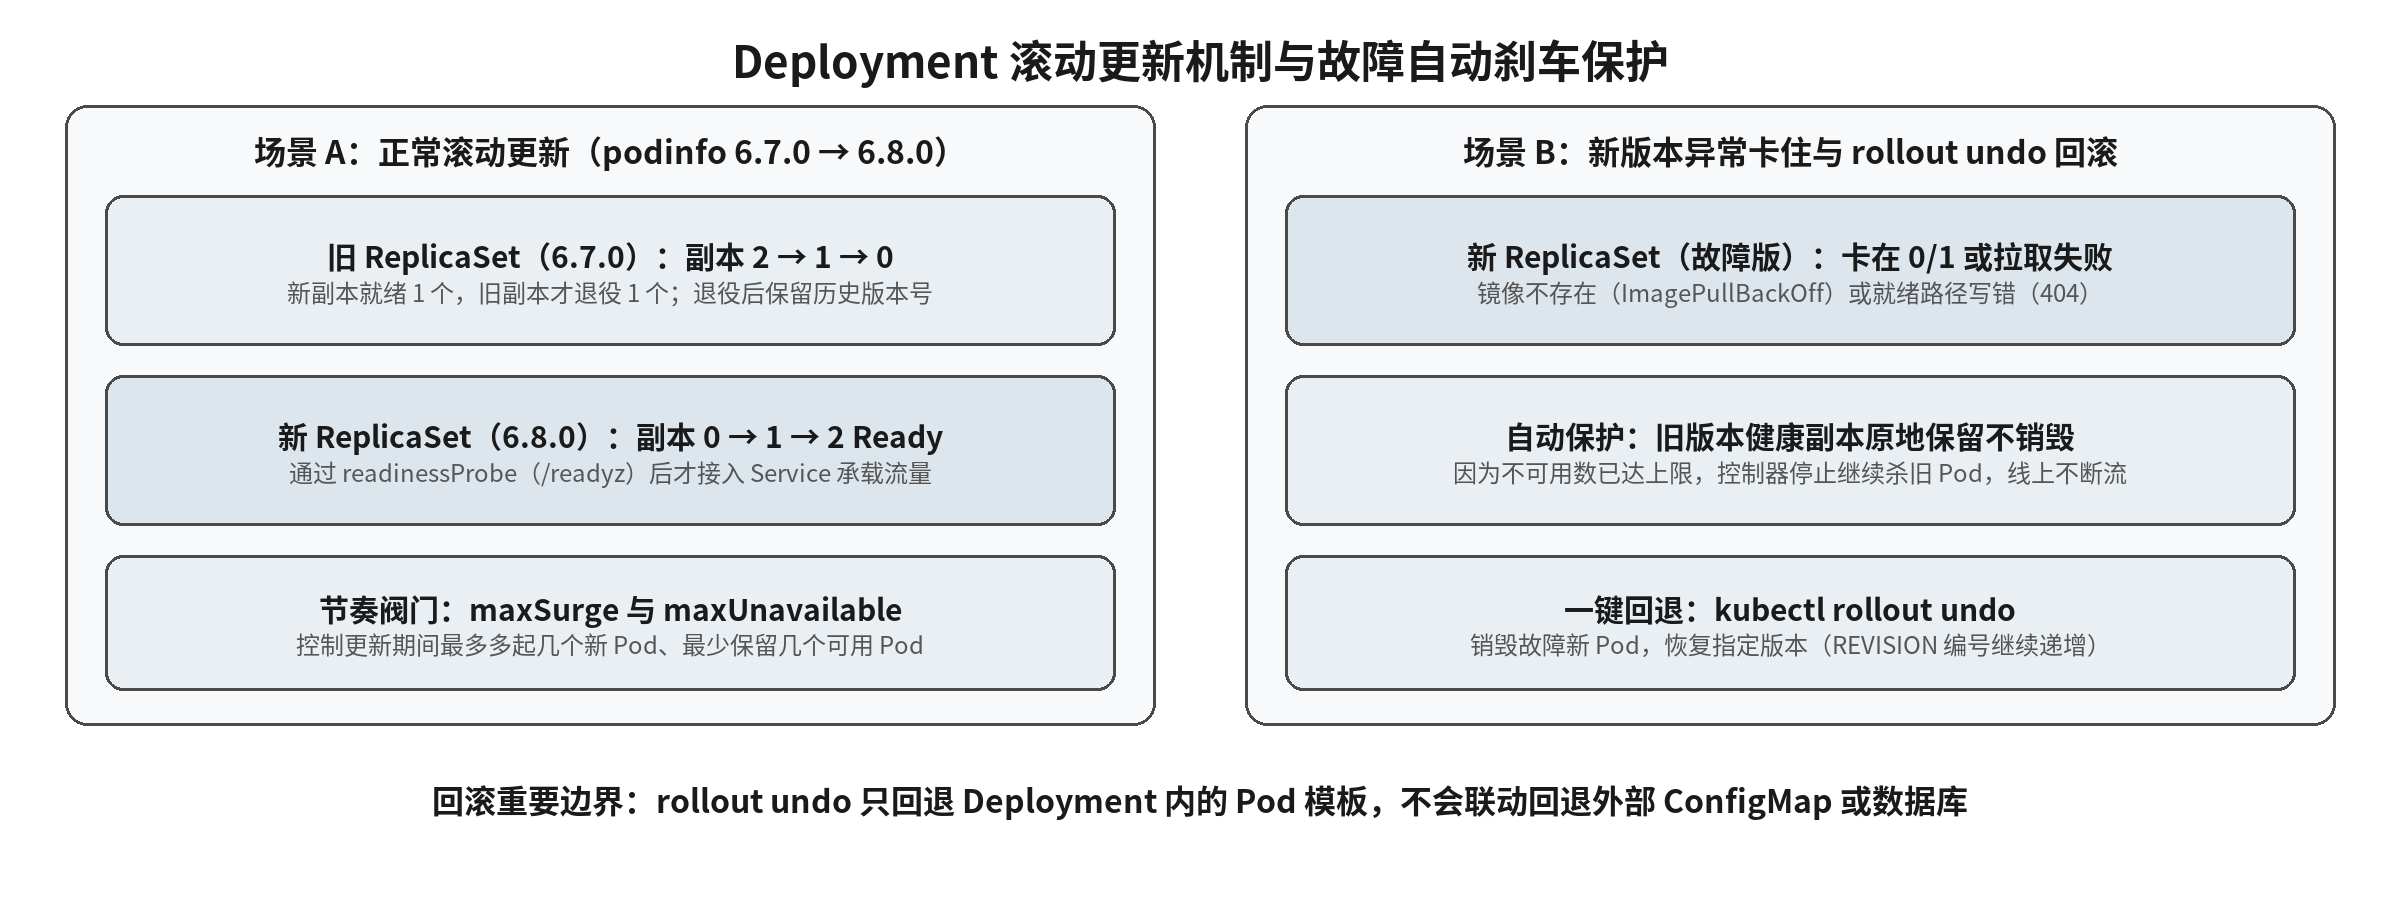 Deployment 滚动更新机制与故障自动刹车保护
场景 A：正常滚动更新（podinfo 6.7.0 → 6.8.0）
旧 ReplicaSet（6.7.0）：副本 2 → 1 → 0
新副本就绪 1 个，旧副本才退役 1 个；退役后保留历史版本号
新 ReplicaSet（6.8.0）：副本 0 → 1 → 2 Ready
通过 readinessProbe（/readyz）后才接入 Service 承载流量
节奏阀门：maxSurge 与 maxUnavailable
控制更新期间最多多起几个新 Pod、最少保留几个可用 Pod
场景 B：新版本异常卡住与 rollout undo 回滚
新 ReplicaSet（故障版）：卡在 0/1 或拉取失败
镜像不存在（ImagePullBackOff）或就绪路径写错（404）
自动保护：旧版本健康副本原地保留不销毁
因为不可用数已达上限，控制器停止继续杀旧 Pod，线上不断流
一键回退：kubectl rollout undo
销毁故障新 Pod，恢复指定版本（REVISION 编号继续递增）
回滚重要边界：rollout undo 只回退 Deployment 内的 Pod 模板，不会联动回退外部 ConfigMap 或数据库